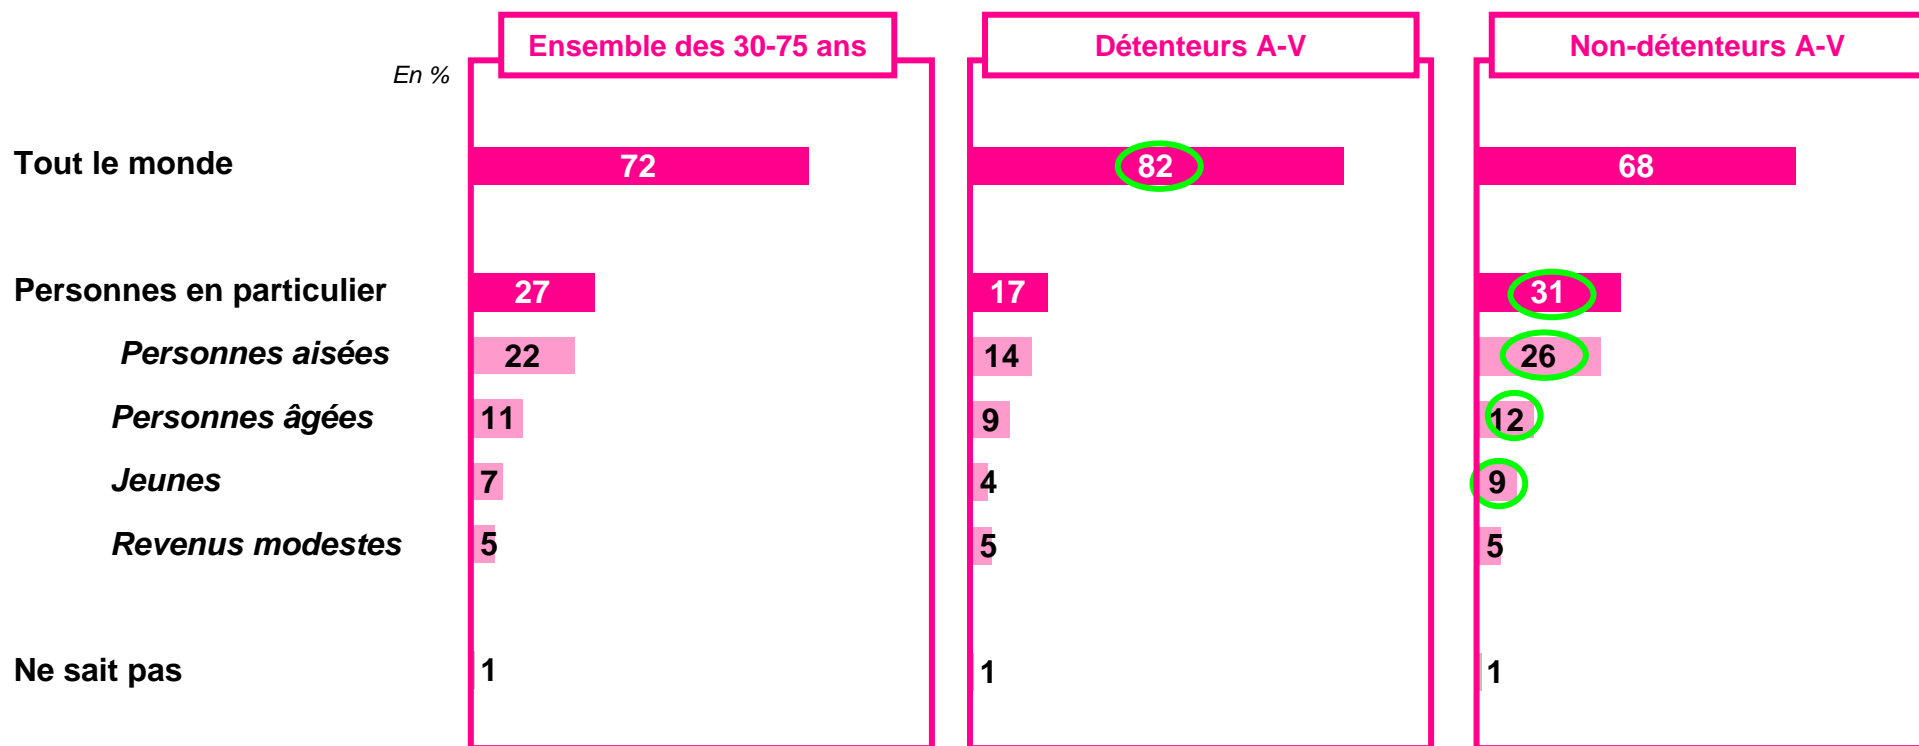 Ensemble des 30-75 ans Détenteurs A-V Non-détenteurs A-V
En %
Tout le monde 72 82 68
Personnes en particulier 27 17 31
Personnes aisées 22 14 26
Personnes âgées 11 9 12
Jeunes 7 4 9
Revenus modestes 5 5 5
Ne sait pas 1 1 1